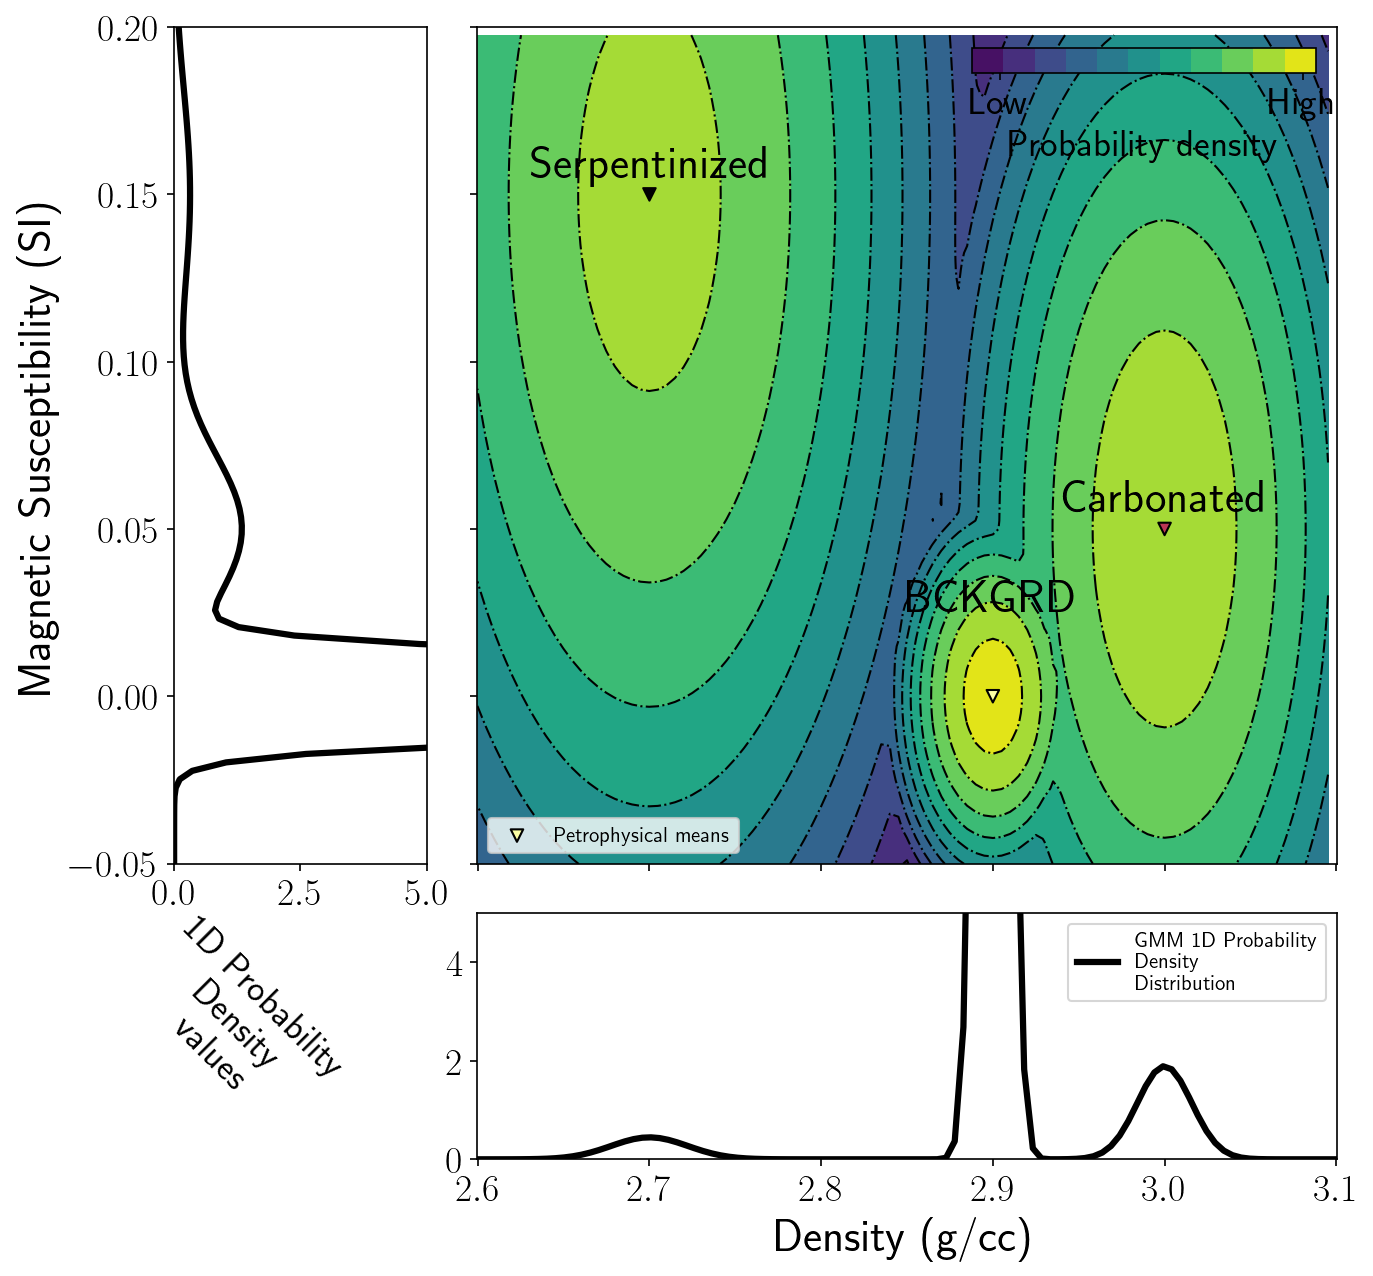 0.20
0.15
0.10
0.05
0.00
−0.05
Magnetic Susceptibility (SI)
0.0 2.5 5.0
1D Probability
Density
values
Low High
Probability density
Serpentinized
Carbonated
BCKGRD
Petrophysical means
GMM 1D Probability
Density
Distribution
4
2
0
2.6 2.7 2.8 2.9 3.0 3.1
Density (g/cc)